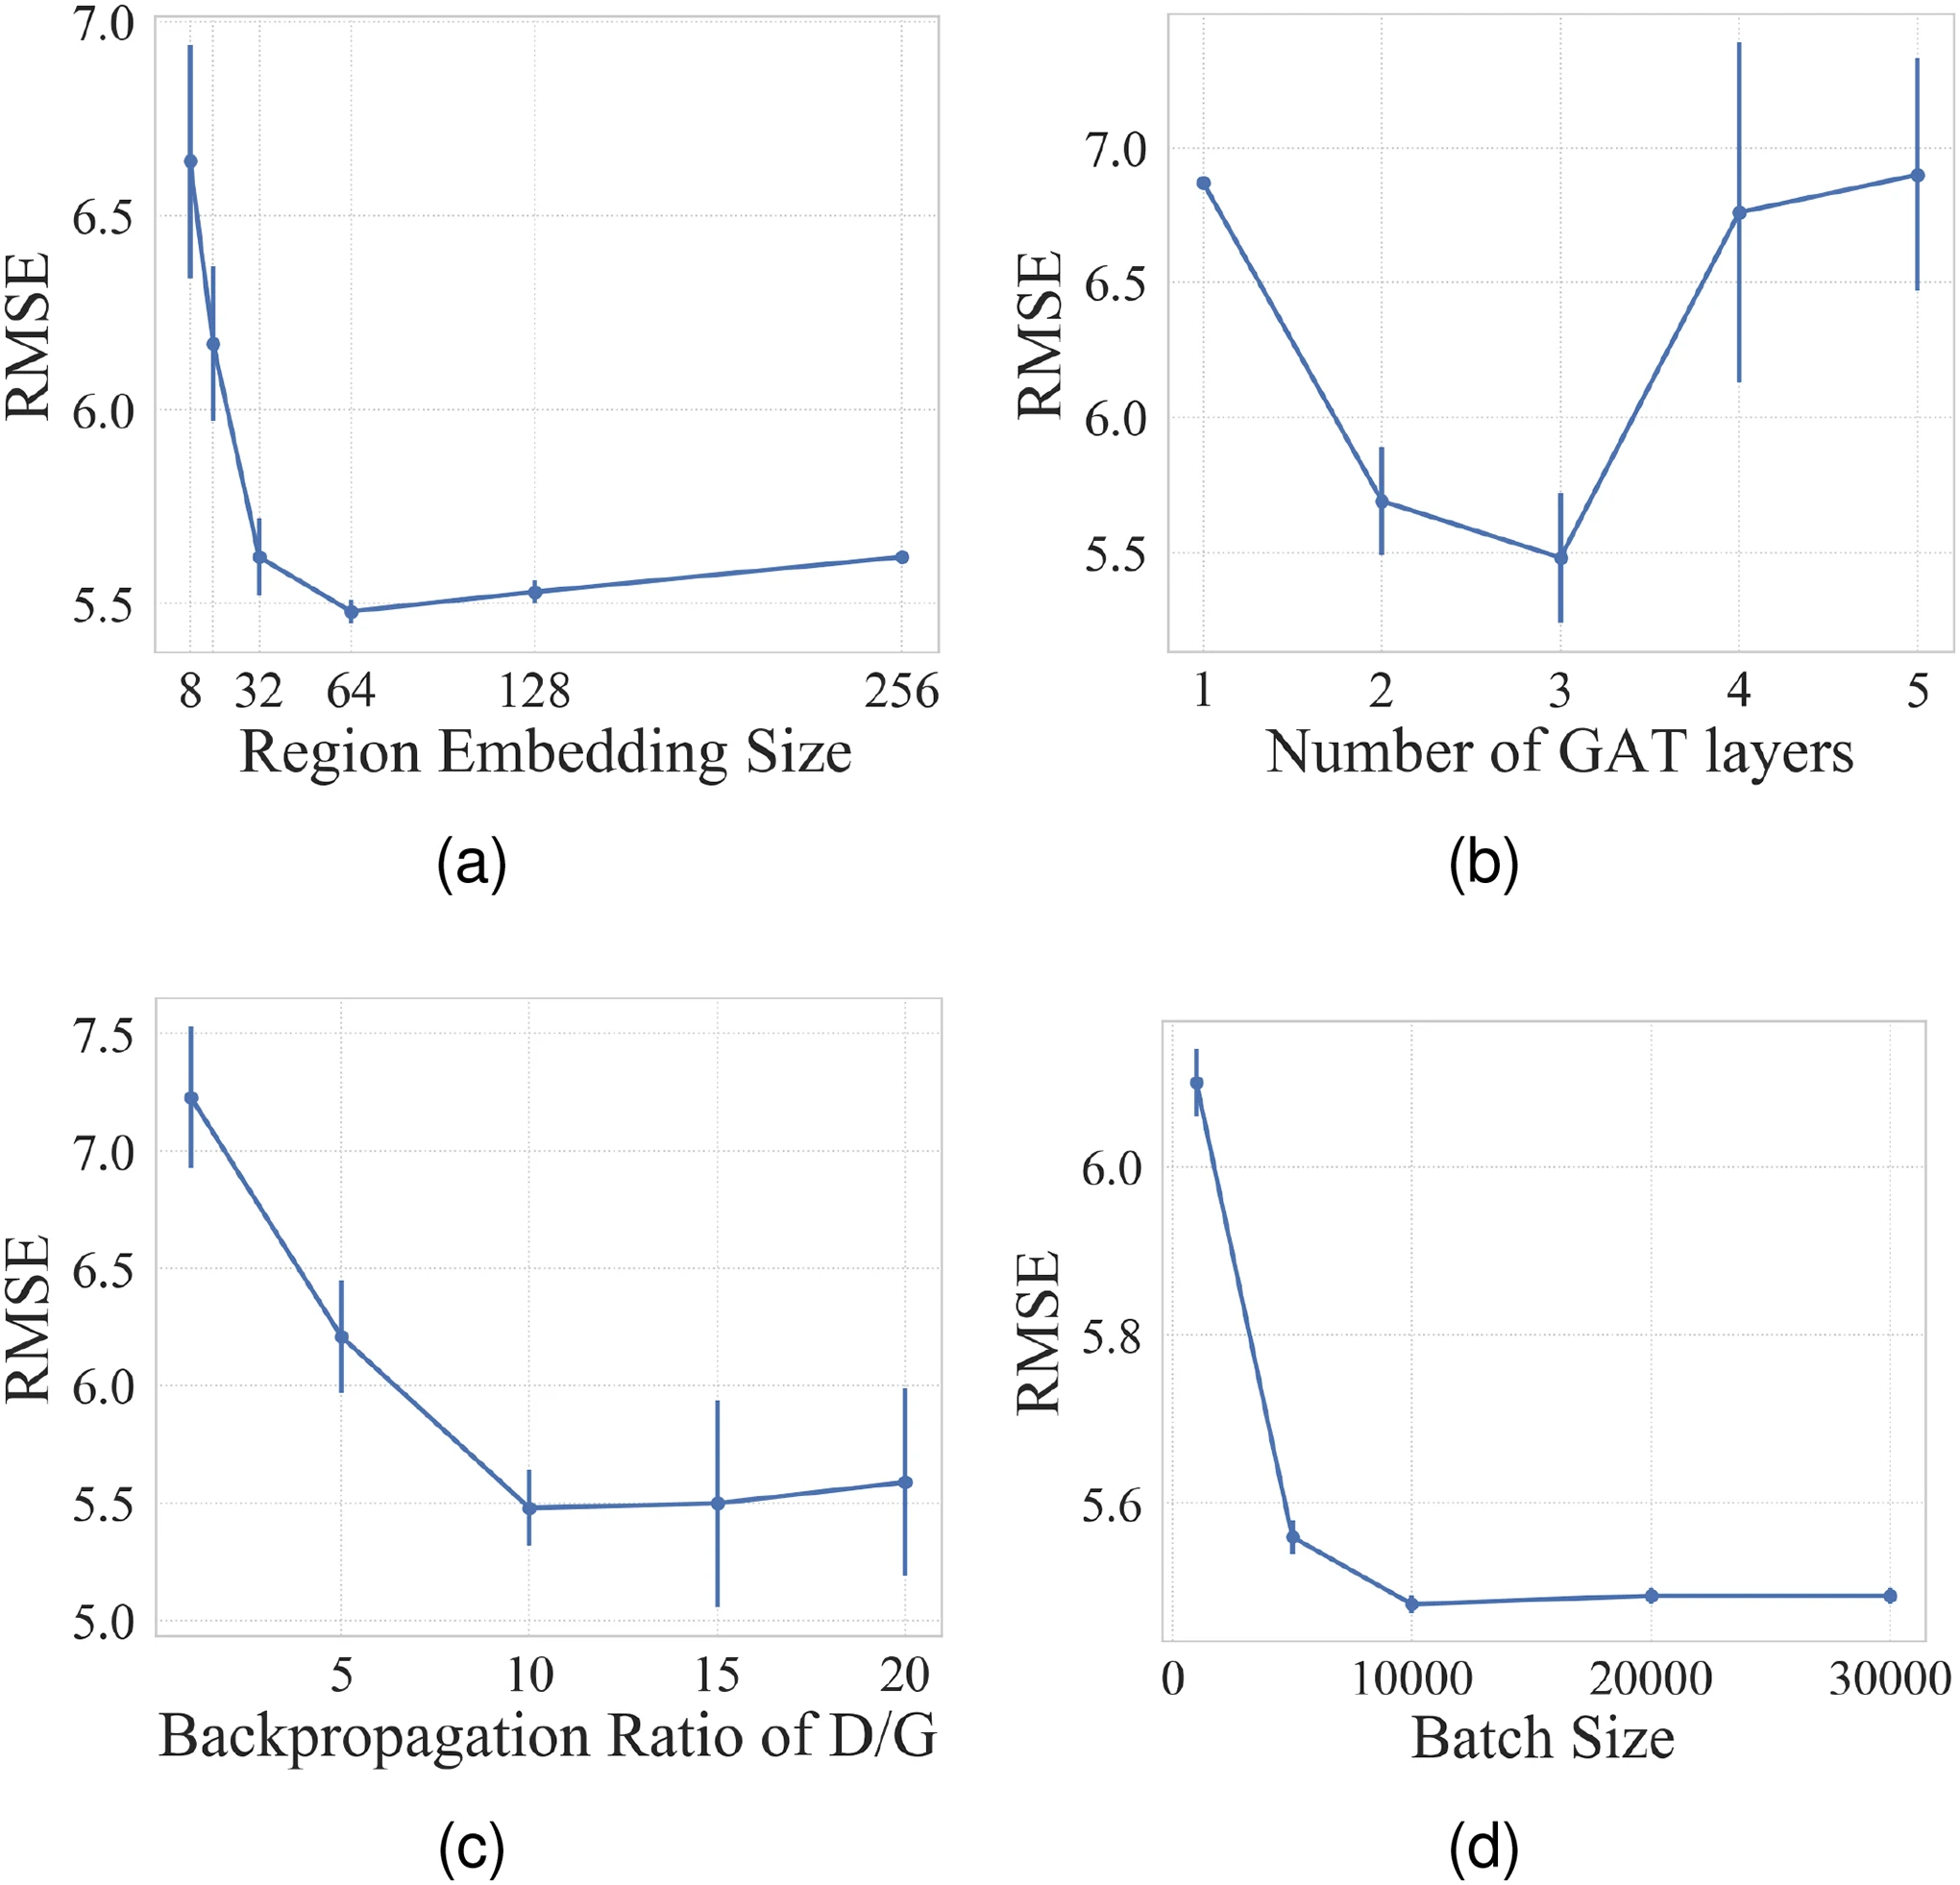 7.0
6.5
6.0
5.5
RMSE
8 32 64 128 256
Region Embedding Size
(a)
7.0
6.5
6.0
5.5
RMSE
1 2 3 4 5
Number of GAT layers
(b)
7.5
7.0
6.5
6.0
5.5
5.0
RMSE
5 10 15 20
Backpropagation Ratio of D/G
(c)
6.0
5.8
5.6
RMSE
0 10000 20000 30000
Batch Size
(d)